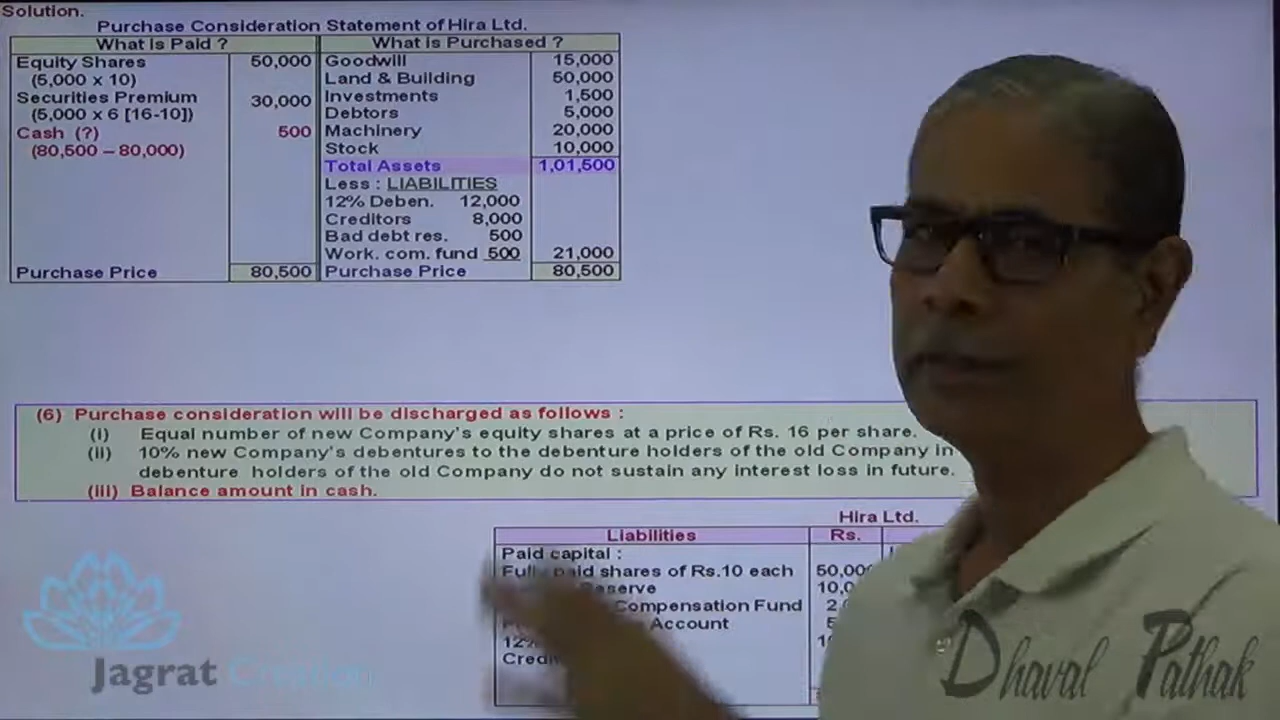 Solution.
Purchase Consideration Statement of Hira Ltd.
What is Paid ? What is Purchased ?
Equity Shares 50,000 Goodwill 15,000
(5,000 x 10) Land & Building 50,000
Securities Premium 30,000 Investments 1,500
(5,000 x 6 [16-10]) Debtors 5,000
Cash (?) 500 Machinery 20,000
(80,500 – 80,000) Stock 10,000
Total Assets 1,01,500
Less : LIABILITIES
12% Deben. 12,000
Creditors 8,000
Bad debt res. 500
Work. com. fund 500 21,000
Purchase Price 80,500 Purchase Price 80,500
(6) Purchase consideration will be discharged as follows :
(i) Equal number of new Company's equity shares at a price of Rs. 16 per share.
(ii) 10% new Company's debentures to the debenture holders of the old Company in
debenture holders of the old Company do not sustain any interest loss in future.
(iii) Balance amount in cash.
Hira Ltd.
Liabilities Rs.
Paid capital :
paid shares of Rs.10 each
Compensation Fund
Account
Jagrat Creation
Dhaval Pathak